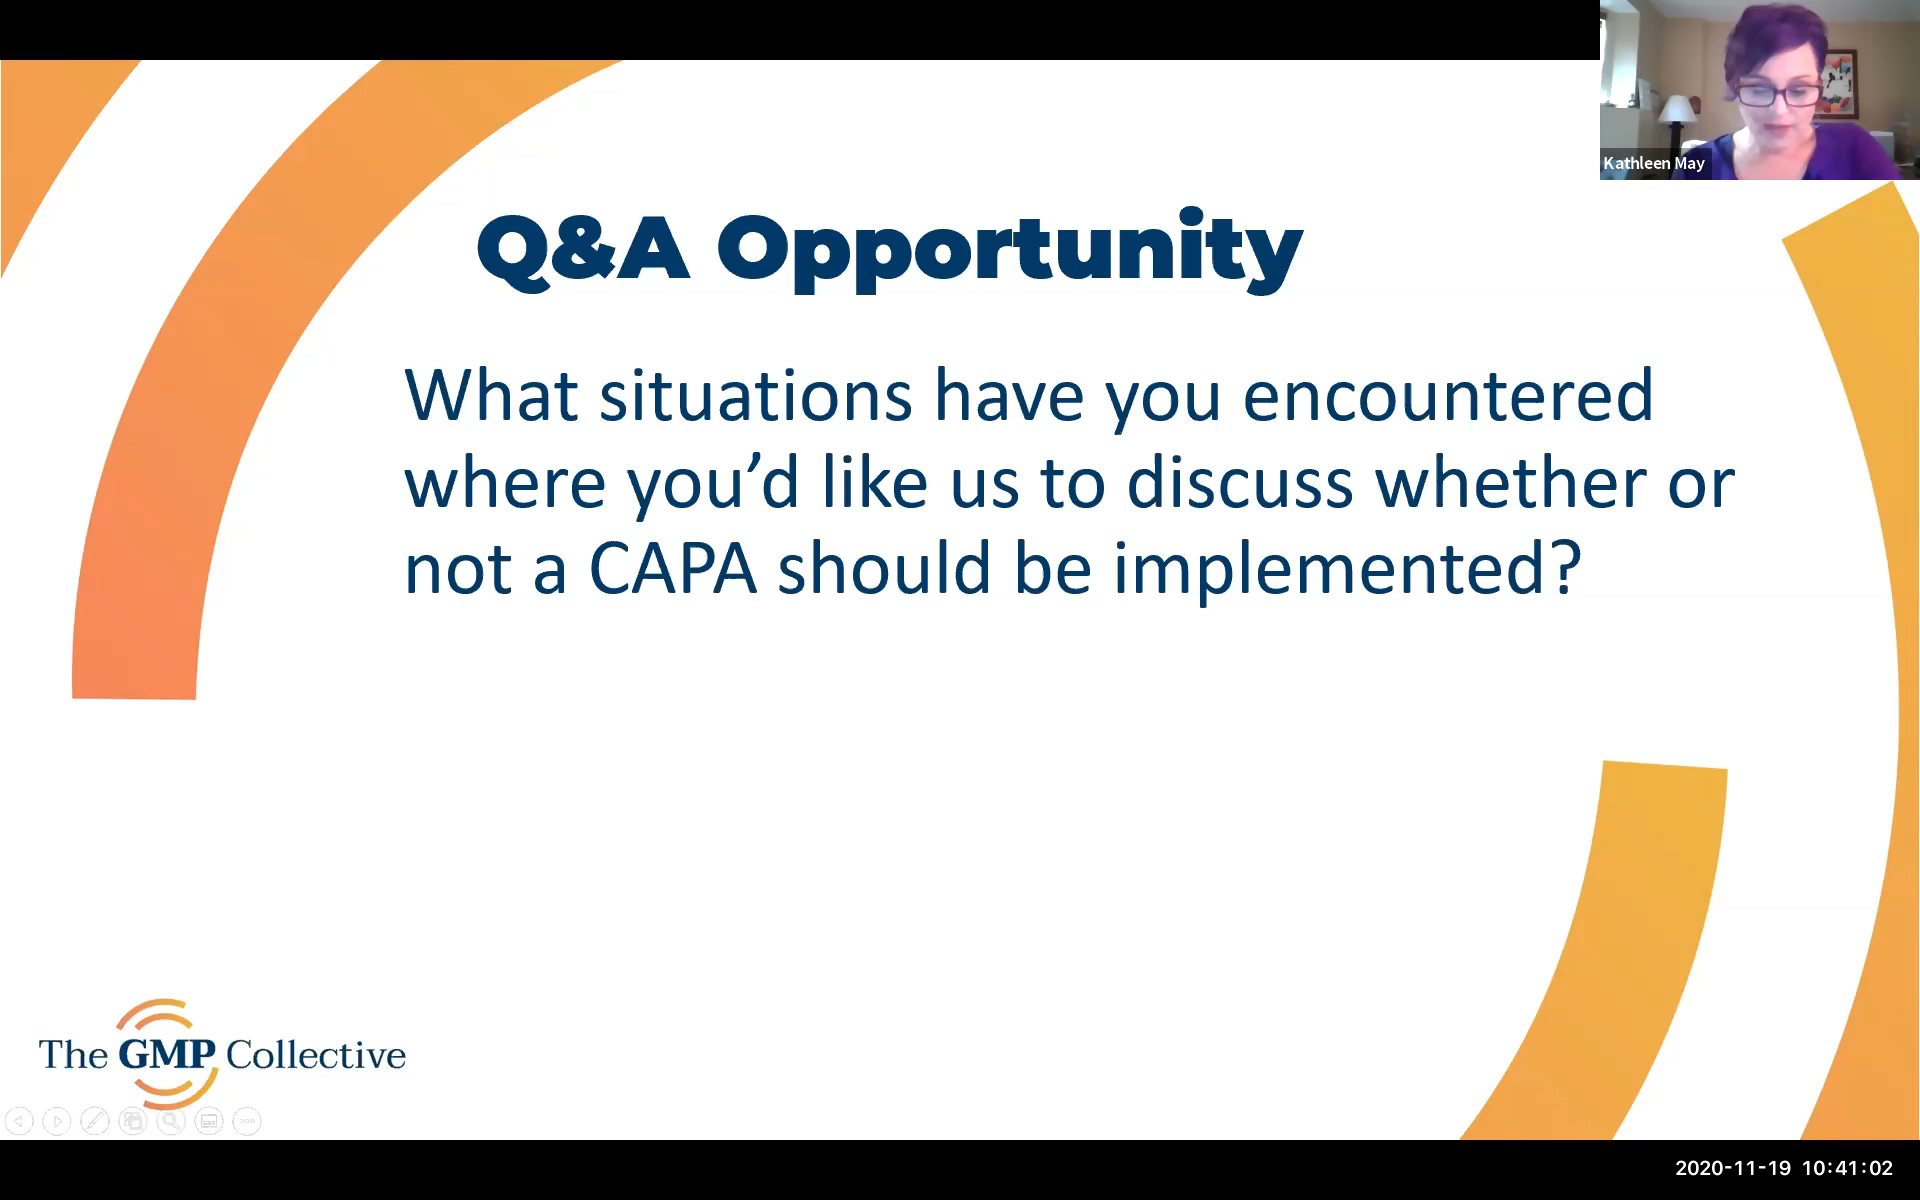 Kathleen May
Q&A Opportunity
What situations have you encountered
where you’d like us to discuss whether or
not a CAPA should be implemented?
The GMP Collective
2020-11-19 10:41:02